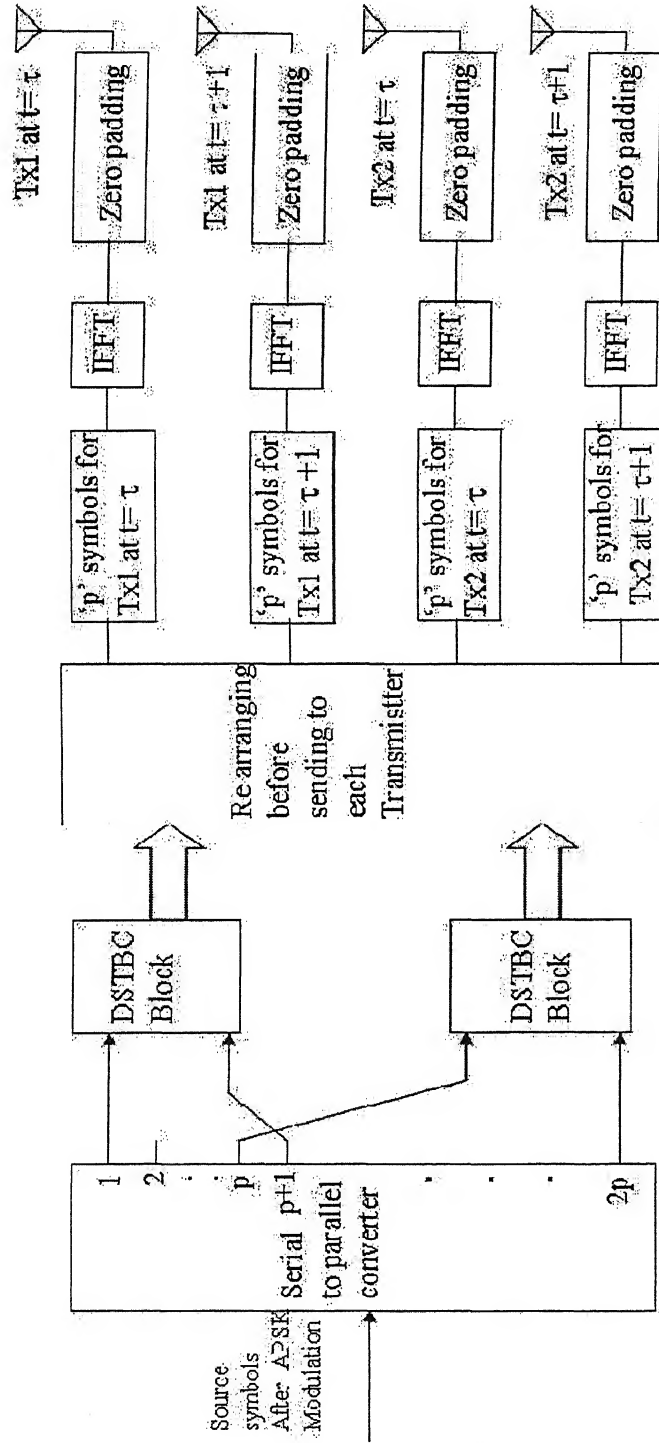 Source
symbols
After APSK
Modulation
Serial
to parallel
converter
1
2
p
p+1
2p
DSTBC
Block
DSTBC
Block
Re arranging
before
sending to
each
Transmistter
'p' symbols for
Tx1 at t= τ
'p' symbols for
Tx1 at t= τ+1
'p' symbols for
Tx2 at t= τ
'p' symbols for
Tx2 at t= τ+1
IFFT
IFFT
IFFT
IFFT
Zero padding
Zero padding
Zero padding
Zero padding
Tx1 at t= τ
Tx1 at t= τ+1
Tx2 at t= τ
Tx2 at t= τ+1